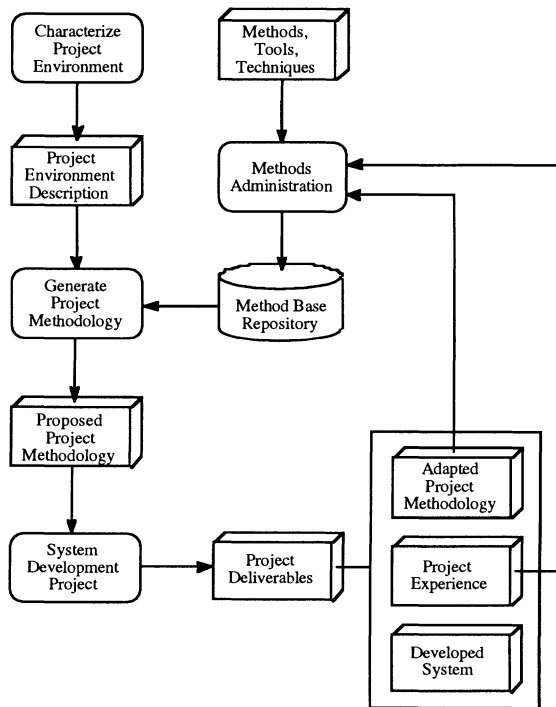 Characterize
Project
Environment
Methods,
Tools,
Techniques
Project
Environment
Description
Methods
Administration
Generate
Project
Methodology
Method Base
Repository
Proposed
Project
Methodology
Adapted
Project
Methodology
System
Development
Project
Project
Deliverables
Project
Experience
Developed
System